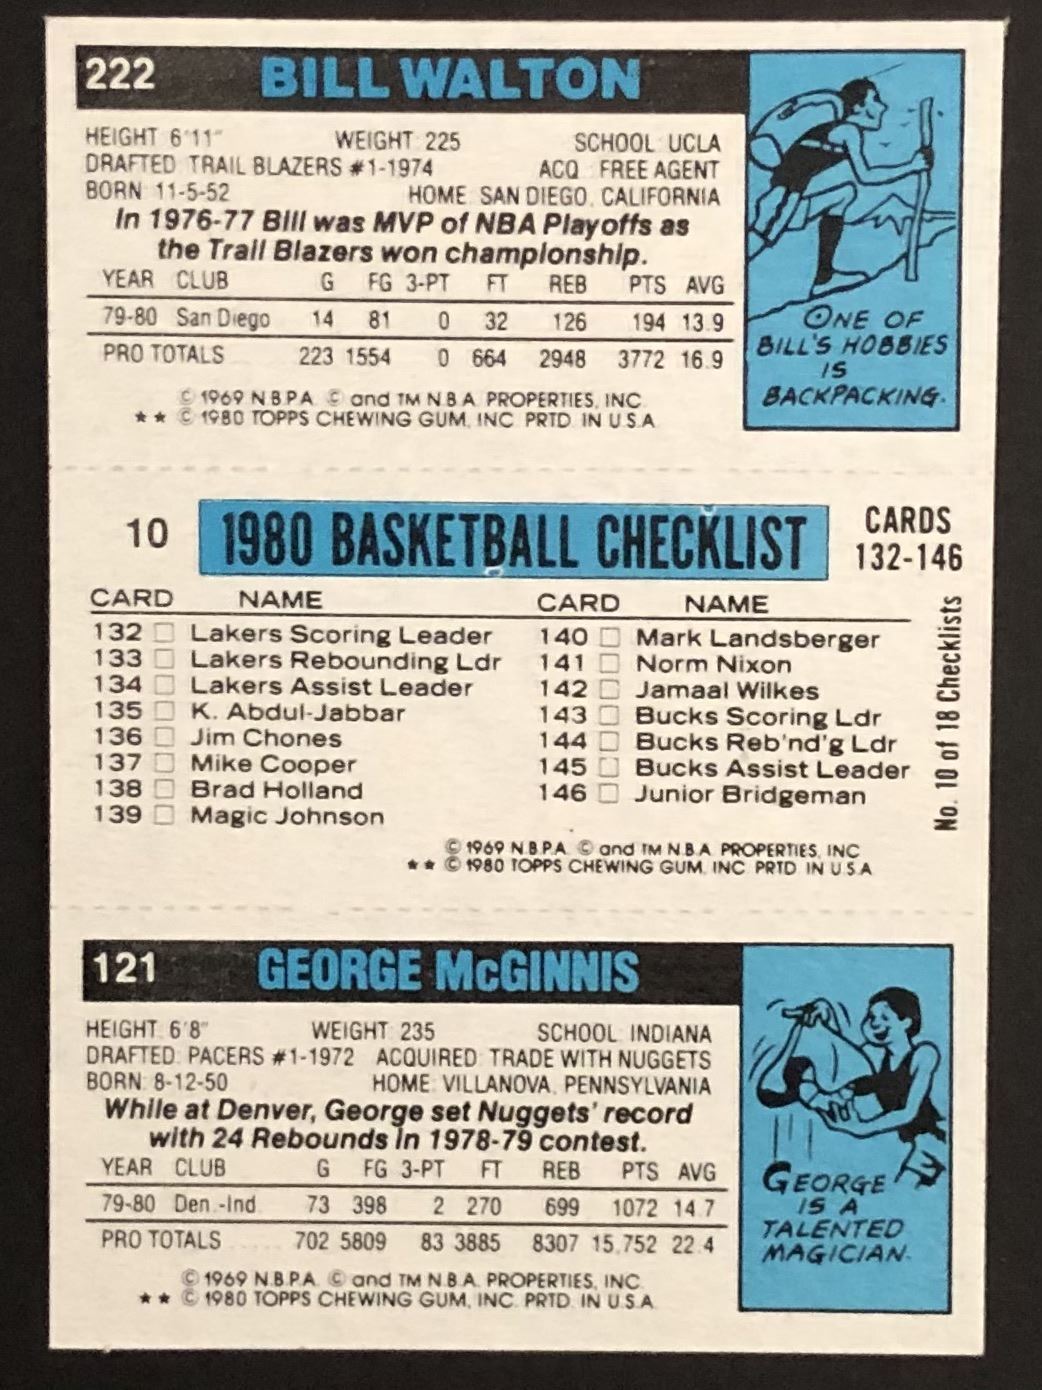 222 BILL WALTON
HEIGHT 6'11" WEIGHT 225 SCHOOL UCLA
DRAFTED TRAIL BLAZERS #1-1974 ACQ FREE AGENT
BORN 11-5-52 HOME SAN DIEGO, CALIFORNIA
In 1976-77 Bill was MVP of NBA Playoffs as
the Trail Blazers won championship.
YEAR CLUB G FG 3-PT FT REB PTS AVG
79-80 San Diego 14 81 0 32 126 194 13.9
PRO TOTALS 223 1554 0 664 2948 3772 16.9
© 1969 N.B.P.A. © and TM N.B.A. PROPERTIES, INC.
★★ © 1980 TOPPS CHEWING GUM, INC. PRTD. IN U.S.A.
ONE OF
BILL'S HOBBIES
IS
BACKPACKING.
10 1980 BASKETBALL CHECKLIST CARDS
132-146
CARD NAME CARD NAME
132 □ Lakers Scoring Leader 140 □ Mark Landsberger
133 □ Lakers Rebounding Ldr 141 □ Norm Nixon
134 □ Lakers Assist Leader 142 □ Jamaal Wilkes
135 □ K. Abdul-Jabbar 143 □ Bucks Scoring Ldr
136 □ Jim Chones 144 □ Bucks Reb'nd'g Ldr
137 □ Mike Cooper 145 □ Bucks Assist Leader
138 □ Brad Holland 146 □ Junior Bridgeman
139 □ Magic Johnson
No. 10 of 18 Checklists
© 1969 N.B.P.A. © and TM N.B.A. PROPERTIES, INC.
★★ © 1980 TOPPS CHEWING GUM, INC. PRTD. IN U.S.A.
121 GEORGE McGINNIS
HEIGHT 6'8" WEIGHT 235 SCHOOL INDIANA
DRAFTED: PACERS #1-1972 ACQUIRED: TRADE WITH NUGGETS
BORN: 8-12-50 HOME: VILLANOVA, PENNSYLVANIA
While at Denver, George set Nuggets' record
with 24 Rebounds in 1978-79 contest.
YEAR CLUB G FG 3-PT FT REB PTS AVG
79-80 Den.-Ind. 73 398 2 270 699 1072 14.7
PRO TOTALS ..... 702 5809 83 3885 8307 15,752 22.4
© 1969 N.B.P.A. © and TM N.B.A. PROPERTIES, INC.
★★ © 1980 TOPPS CHEWING GUM, INC. PRTD. IN U.S.A.
GEORGE
IS A
TALENTED
MAGICIAN.